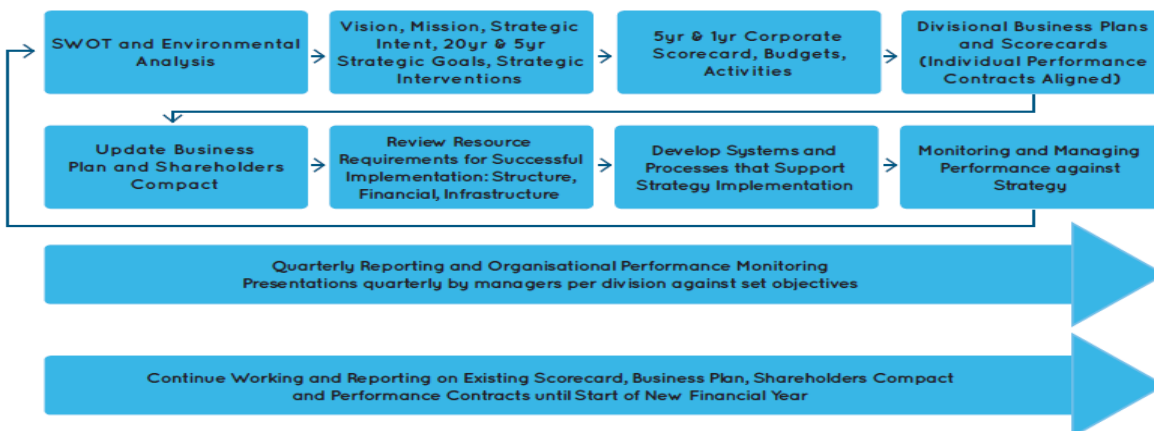 SWOT and Environmental
Analysis
Vision, Mission, Strategic
Intent, 20yr & 5yr
Strategic Goals, Strategic
Interventions
5yr & 1yr Corporate
Scorecard, Budgets,
Activities
Divisional Business Plans
and Scorecards
(Individual Performance
Contracts Aligned)
Update Business
Plan and Shareholders
Compact
Review Resource
Requirements for Successful
Implementation: Structure,
Financial, Infrastructure
Develop Systems and
Processes that Support
Strategy Implementation
Monitoring and Managing
Performance against
Strategy
Quarterly Reporting and Organisational Performance Monitoring
Presentations quarterly by managers per division against set objectives
Continue Working and Reporting on Existing Scorecard, Business Plan, Shareholders Compact
and Performance Contracts until Start of New Financial Year